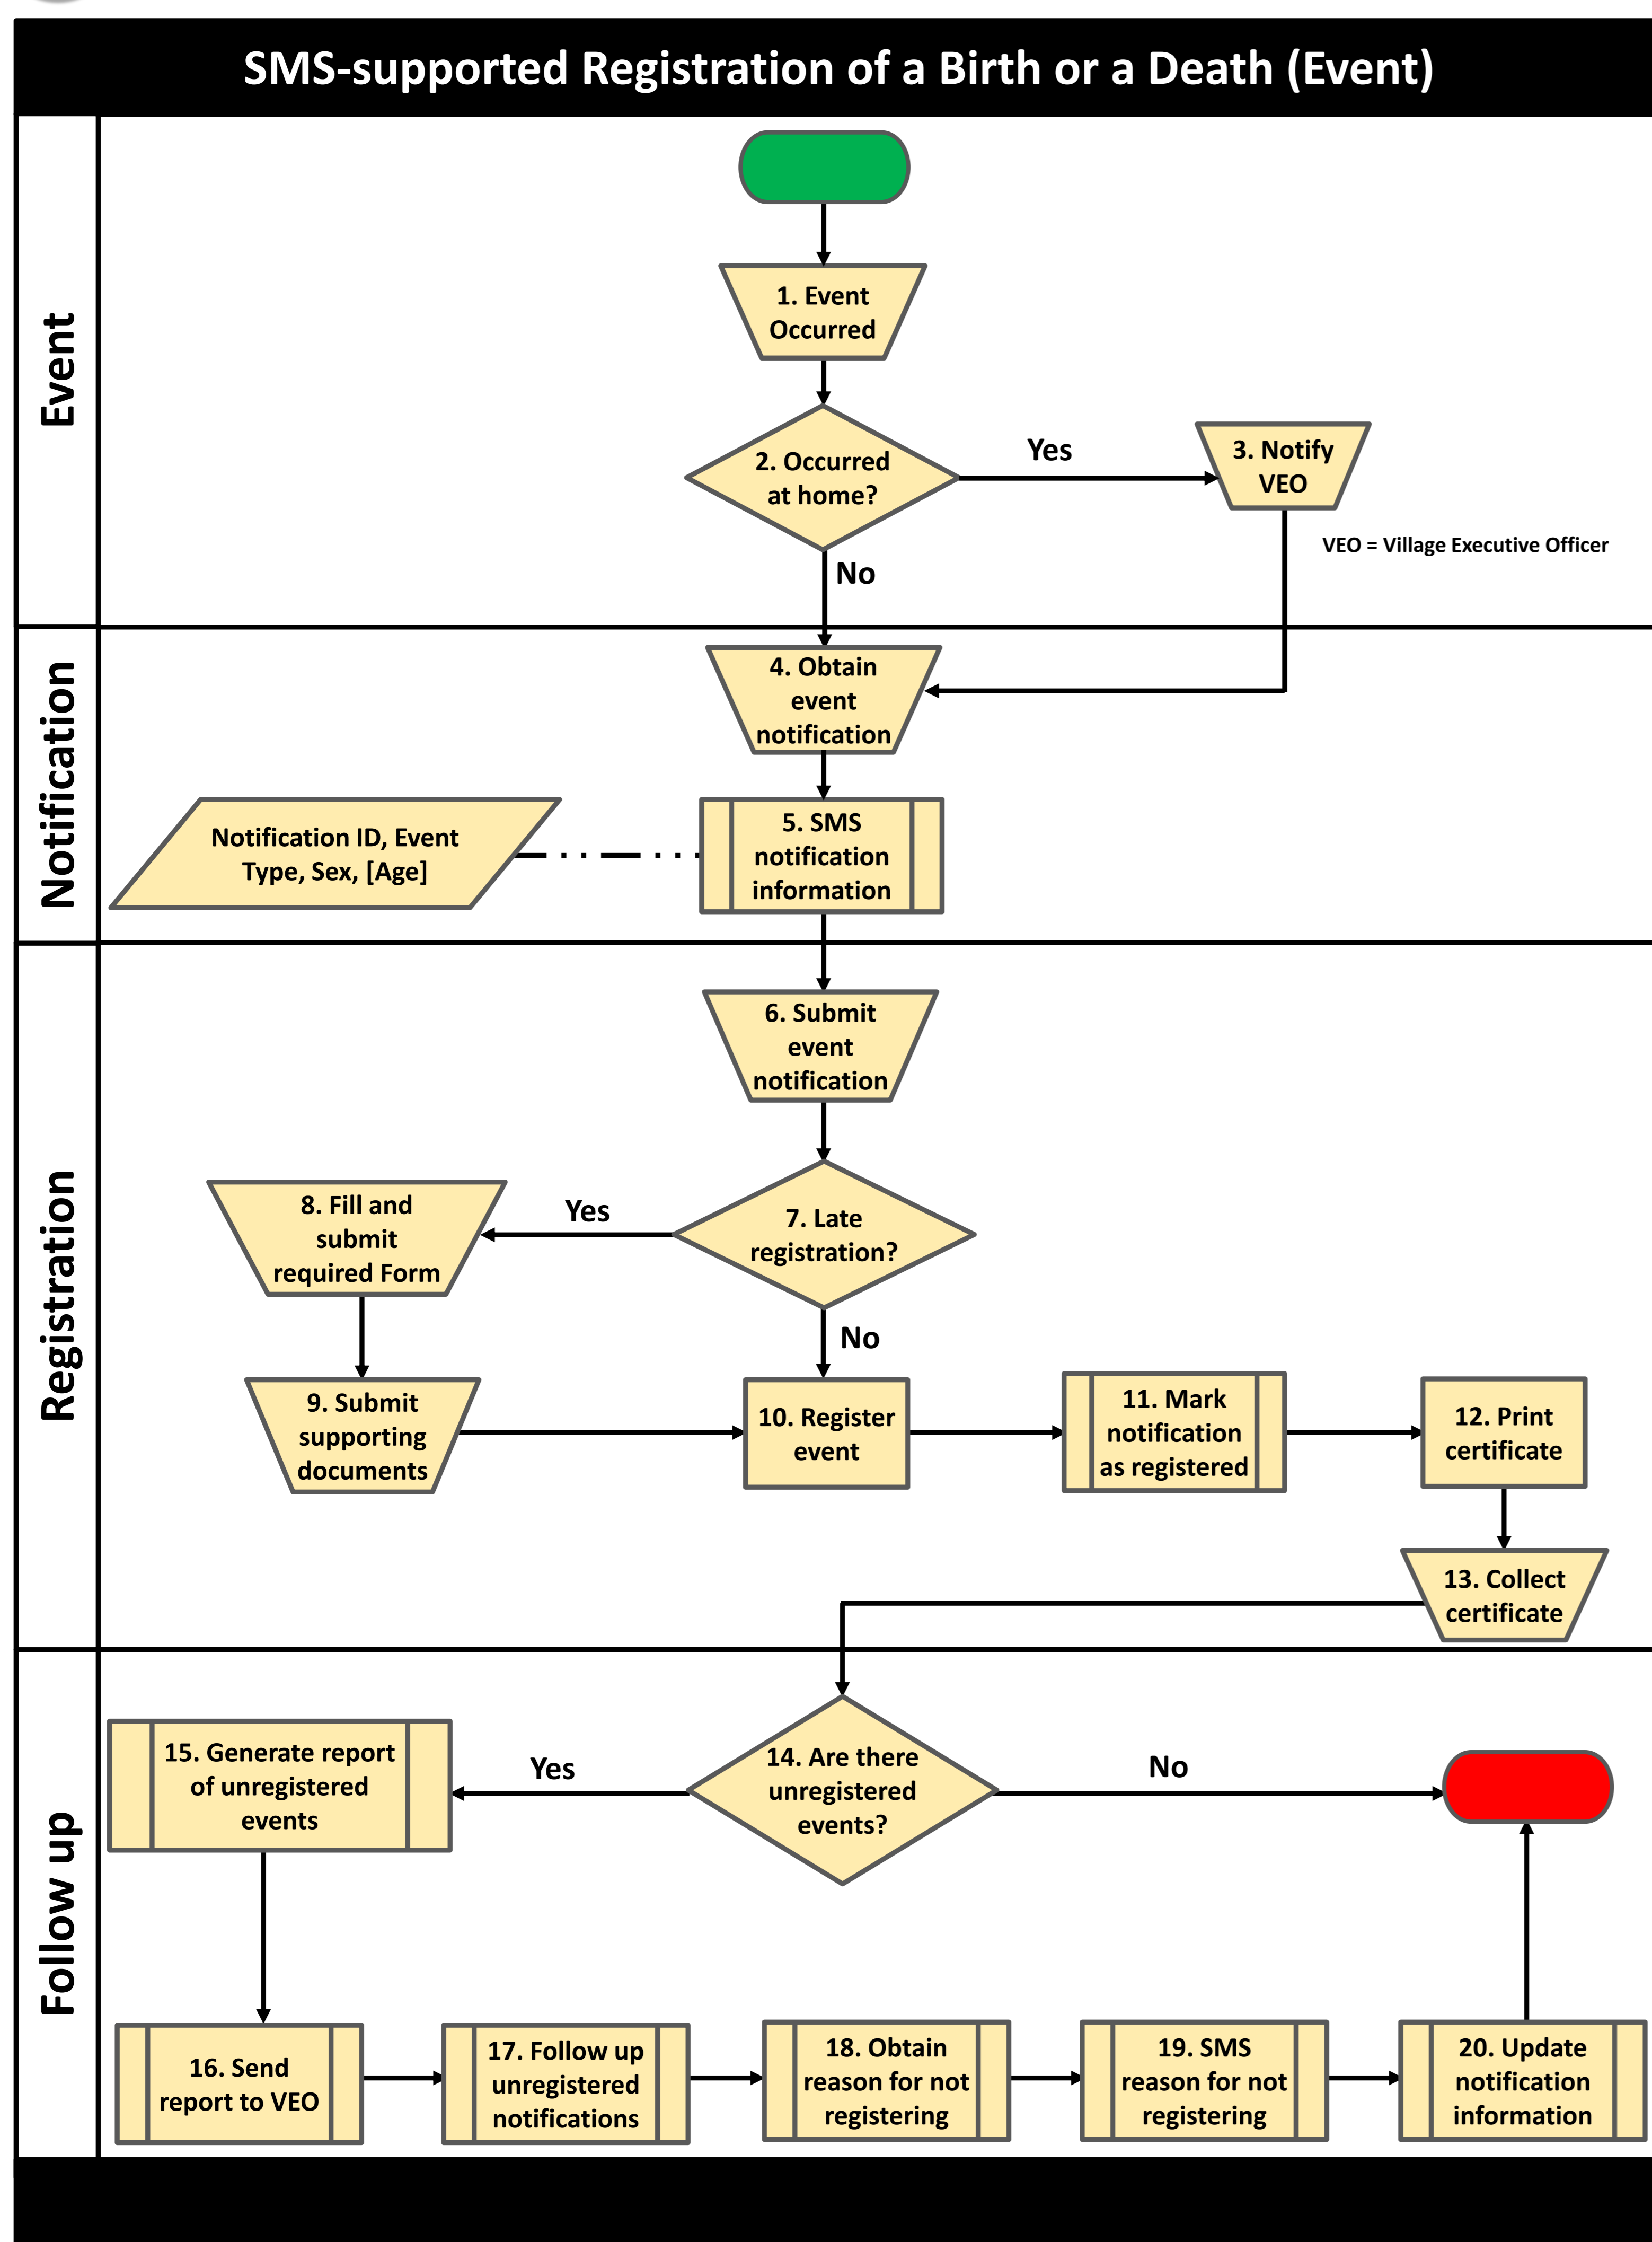 SMS-supported Registration of a Birth or a Death (Event)
Event
1. Event
Occurred
2. Occurred
at home?
Yes
3. Notify
VEO
VEO = Village Executive Officer
No
Notification
4. Obtain
event
notification
Notification ID, Event
Type, Sex, [Age]
5. SMS
notification
information
Registration
6. Submit
event
notification
7. Late
registration?
Yes
8. Fill and
submit
required Form
No
9. Submit
supporting
documents
10. Register
event
11. Mark
notification
as registered
12. Print
certificate
13. Collect
certificate
Follow up
14. Are there
unregistered
events?
Yes
No
15. Generate report
of unregistered
events
16. Send
report to VEO
17. Follow up
unregistered
notifications
18. Obtain
reason for not
registering
19. SMS
reason for not
registering
20. Update
notification
information